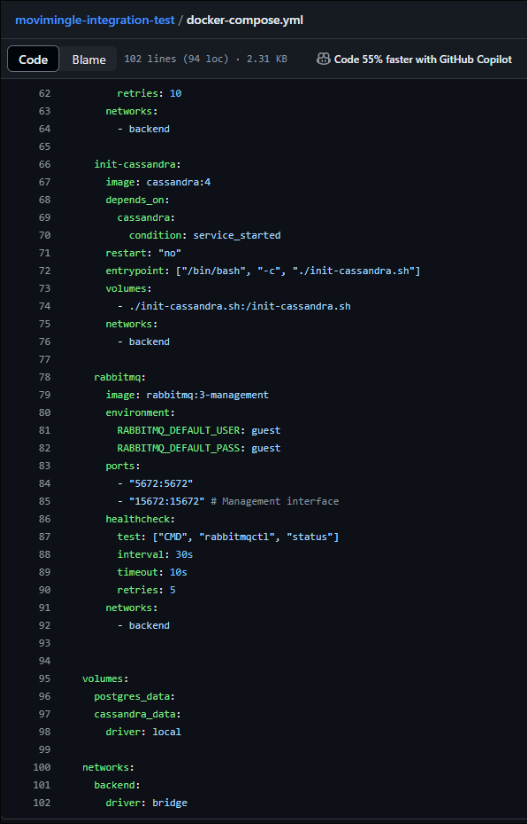 movimingle-integration-test / docker-compose.yml
Code Blame 102 lines (94 loc) · 2.31 KB Code 55% faster with GitHub Copilot
62 retries: 10
63 networks:
64 - backend
65
66 init-cassandra:
67 image: cassandra:4
68 depends_on:
69 cassandra:
70 condition: service_started
71 restart: "no"
72 entrypoint: ["/bin/bash", "-c", "./init-cassandra.sh"]
73 volumes:
74 - ./init-cassandra.sh:/init-cassandra.sh
75 networks:
76 - backend
77
78 rabbitmq:
79 image: rabbitmq:3-management
80 environment:
81 RABBITMQ_DEFAULT_USER: guest
82 RABBITMQ_DEFAULT_PASS: guest
83 ports:
84 - "5672:5672"
85 - "15672:15672" # Management interface
86 healthcheck:
87 test: ["CMD", "rabbitmqctl", "status"]
88 interval: 30s
89 timeout: 10s
90 retries: 5
91 networks:
92 - backend
93
94
95 volumes:
96 postgres_data:
97 cassandra_data:
98 driver: local
99
100 networks:
101 backend:
102 driver: bridge